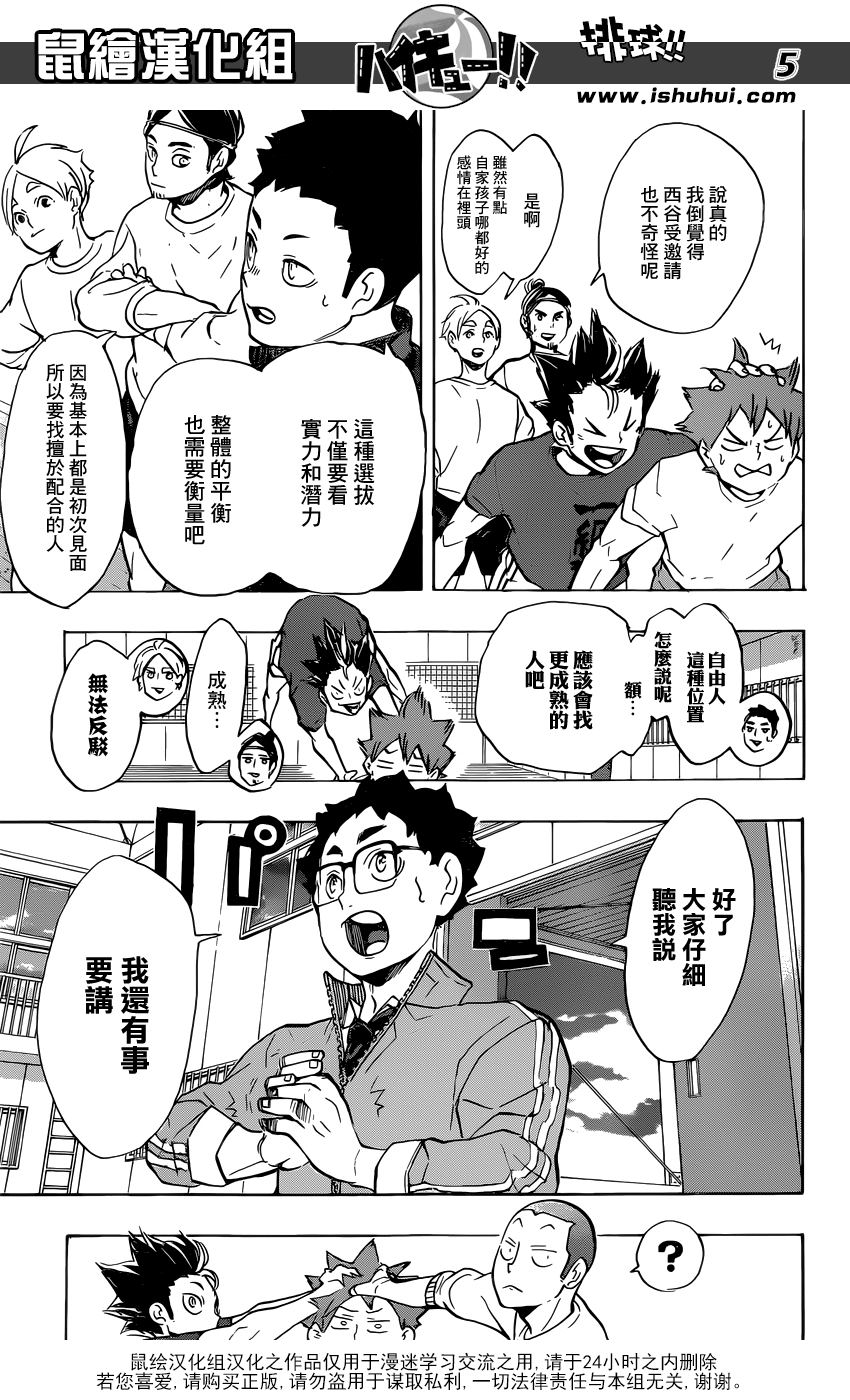 鼠繪漢化組
ハイキュー!!
排球!!
5
www.ishuhui.com
說真的
我倒覺得
西谷受邀請
也不奇怪呢
是啊
雖然有點
自家孩子哪都好的
感情在裡頭
這種選拔
不僅要看
實力和潛力
整體的平衡
也需要衡量吧
因為基本上都是初次見面
所以要找擅於配合的人
自由人
這種位置
怎麼說呢
額…
應該會找
更成熟的
人吧
成熟…
無法反駁
好了
大家仔細
聽我說
パ
ン
我還有事
要講
?
鼠绘汉化组汉化之作品仅用于漫迷学习交流之用,请于24小时之内删除
若您喜爱,请购买正版,请勿盗用于谋取私利,一切法律责任与本组无关,谢谢。